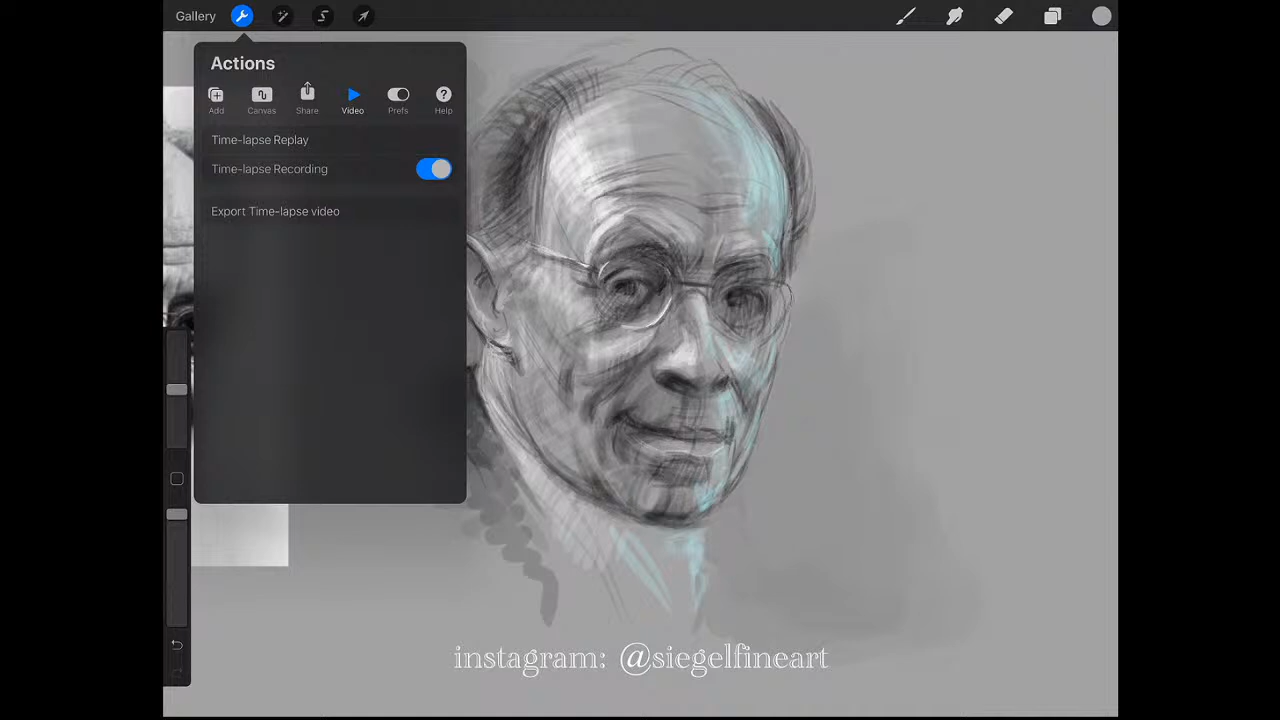 Gallery
Actions
Add Canvas Share Video Prefs Help
Time-lapse Replay
Time-lapse Recording
Export Time-lapse video
instagram: @siegelfineart